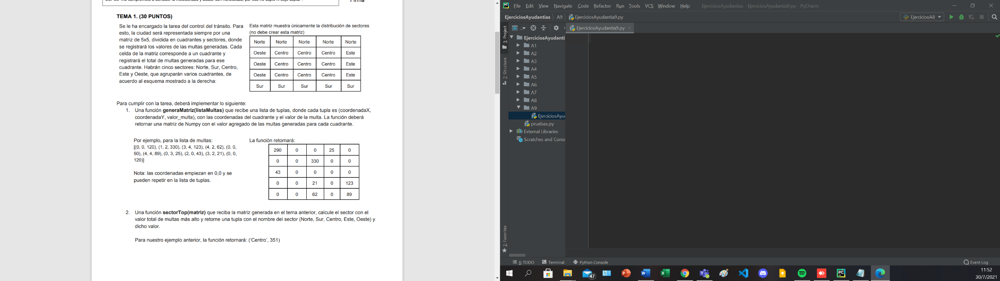 Firma
TEMA 1. (30 PUNTOS)
Se le ha encargado la tarea del control del tránsito. Para
esto, la ciudad será representada siempre por una
matriz de 5x5, dividida en cuadrantes y sectores, donde
se registrará los valores de las multas generadas. Cada
celda de la matriz corresponde a un cuadrante y
registrará el total de multas generadas para ese
cuadrante. Habrán cinco sectores: Norte, Sur, Centro,
Este y Oeste, que agruparán varios cuadrantes, de
acuerdo al esquema mostrado a la derecha:
Esta matriz muestra únicamente la distribución de sectores
(no debe crear esta matriz)
Norte Norte Norte Norte Norte
Oeste Centro Centro Centro Este
Oeste Centro Centro Centro Este
Oeste Centro Centro Centro Este
Sur Sur Sur Sur Sur
Para cumplir con la tarea, deberá implementar lo siguiente:
1. Una función generaMatriz(listaMultas) que recibe una lista de tuplas, donde cada tupla es (coordenadaX,
coordenadaY, valor_multa), con las coordenadas del cuadrante y el valor de la multa. La función deberá
retornar una matriz de Numpy con el valor agregado de las multas generadas para cada cuadrante.
Por ejemplo, para la lista de multas:
[(0, 0, 120), (1, 2, 330), (3, 4, 123), (4, 2, 62), (0, 0,
50), (4, 4, 89), (0, 3, 25), (2, 0, 43), (3, 2, 21), (0, 0,
120)]
Nota: las coordenadas empiezan en 0,0 y se
pueden repetir en la lista de tuplas.
La función retornará:
290 0 0 25 0
0 0 330 0 0
43 0 0 0 0
0 0 21 0 123
0 0 62 0 89
2. Una función sectorTop(matriz) que reciba la matriz generada en el tema anterior, calcule el sector con el
valor total de multas más alto y retorne una tupla con el nombre del sector (Norte, Sur, Centro, Este, Oeste) y
dicho valor.
Para nuestro ejemplo anterior, la función retornará: ('Centro', 351)
File Edit View Navigate Code Refactor Run Tools VCS Window Help EjerciciosAyudantias - EjerciciosAyudantia9.py - PyCharm
EjerciciosAyudantias A9 EjerciciosAyudantia9.py EjerciciosA8
1: Project
... EjerciciosAyudantia9.py
EjerciciosAyudanti
A1
A2
A3
A4
A5
A6
A7
A8
A9
EjerciciosAyu
pruebas.py
External Libraries
Scratches and Conso
7: Structure
2: Favorites
6: TODO Terminal Python Console Event Log
47
11:52
30/7/2021